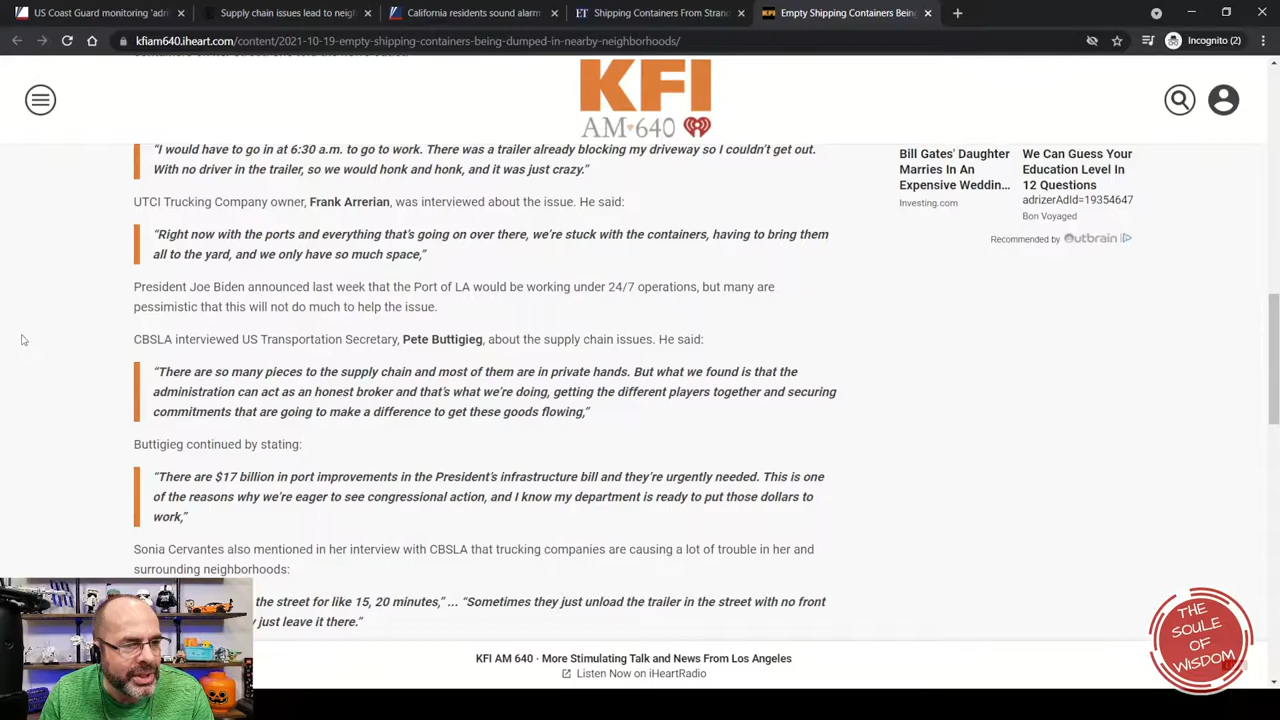 US Coast Guard monitoring 'adri
Supply chain issues lead to neigh
California residents sound alarm
ET Shipping Containers From Stranc
KFI Empty Shipping Containers Bein
kfiam640.iheart.com/content/2021-10-19-empty-shipping-containers-being-dumped-in-nearby-neighborhoods/
Incognito (2)
KFI
AM 640
“I would have to go in at 6:30 a.m. to go to work. There was a trailer already blocking my driveway so I couldn’t get out.
With no driver in the trailer, so we would honk and honk, and it was just crazy.”
UTCI Trucking Company owner, Frank Arrerian, was interviewed about the issue. He said:
“Right now with the ports and everything that’s going on over there, we’re stuck with the containers, having to bring them
all to the yard, and we only have so much space,”
President Joe Biden announced last week that the Port of LA would be working under 24/7 operations, but many are
pessimistic that this will not do much to help the issue.
CBSLA interviewed US Transportation Secretary, Pete Buttigieg, about the supply chain issues. He said:
“There are so many pieces to the supply chain and most of them are in private hands. But what we found is that the
administration can act as an honest broker and that’s what we’re doing, getting the different players together and securing
commitments that are going to make a difference to get these goods flowing,”
Buttigieg continued by stating:
“There are $17 billion in port improvements in the President’s infrastructure bill and they’re urgently needed. This is one
of the reasons why we’re eager to see congressional action, and I know my department is ready to put those dollars to
work,”
Sonia Cervantes also mentioned in her interview with CBSLA that trucking companies are causing a lot of trouble in her and
surrounding neighborhoods:
the street for like 15, 20 minutes,” ... “Sometimes they just unload the trailer in the street with no front
just leave it there.”
Bill Gates' Daughter
Marries In An
Expensive Weddin...
Investing.com
We Can Guess Your
Education Level In
12 Questions
adrizerAdId=19354647
Bon Voyaged
Recommended by Outbrain
KFI AM 640 · More Stimulating Talk and News From Los Angeles
Listen Now on iHeartRadio
THE
SOULE
OF
WISDOM